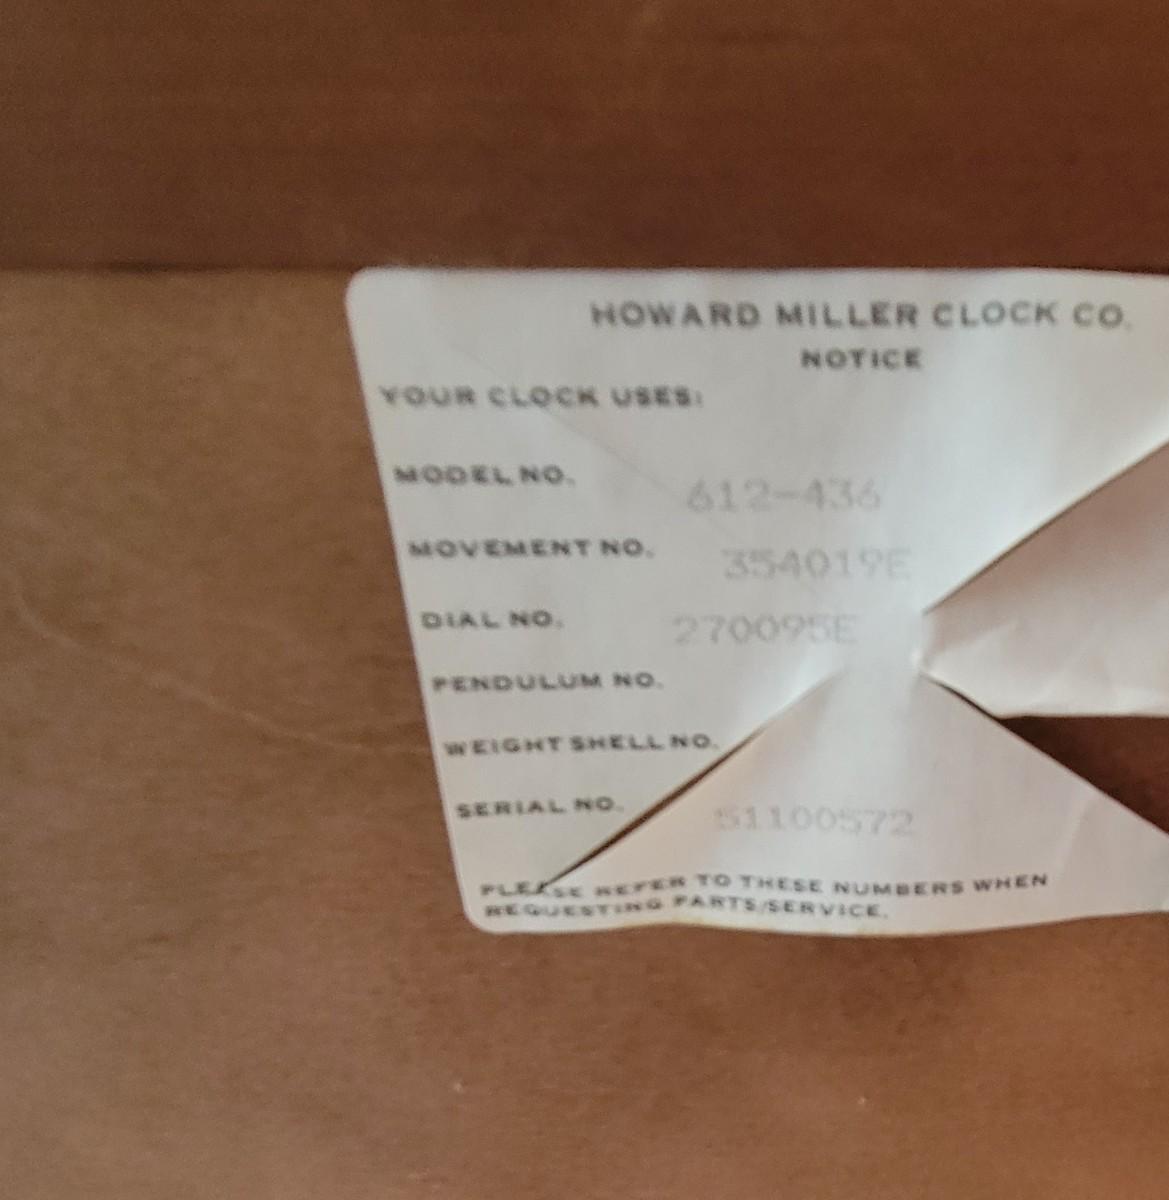 HOWARD MILLER CLOCK CO.
NOTICE
YOUR CLOCK USES:
MODEL NO. 612-436
MOVEMENT NO. 354019E
DIAL NO. 270095E
PENDULUM NO.
WEIGHT SHELL NO.
SERIAL NO. 51100572
PLEASE REFER TO THESE NUMBERS WHEN
REQUESTING PARTS/SERVICE.